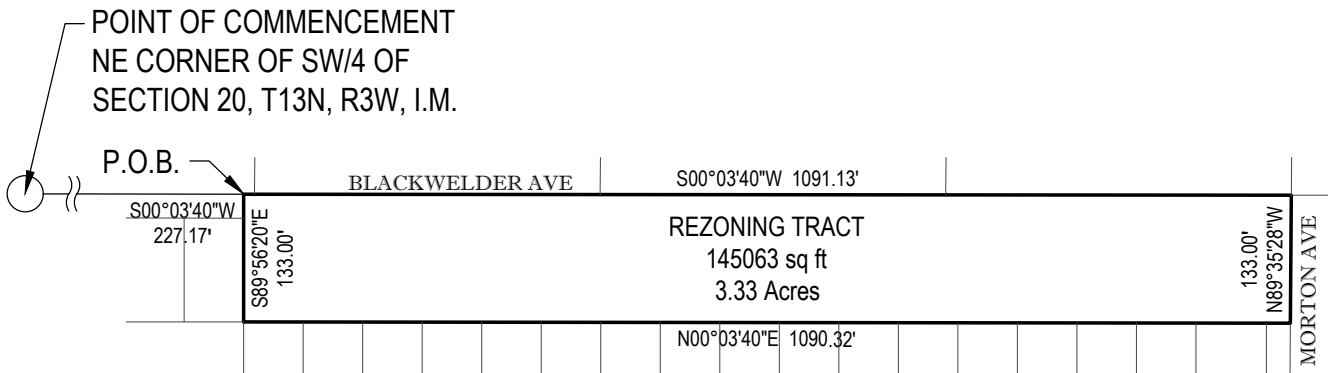 POINT OF COMMENCEMENT
NE CORNER OF SW/4 OF
SECTION 20, T13N, R3W, I.M.
P.O.B.
BLACKWELDER AVE
S00°03'40"W 1091.13'
S00°03'40"W
227.17'
S89°56'20"E
133.00'
REZONING TRACT
145063 sq ft
3.33 Acres
133.00'
N89°35'28"W
MORTON AVE
N00°03'40"E 1090.32'